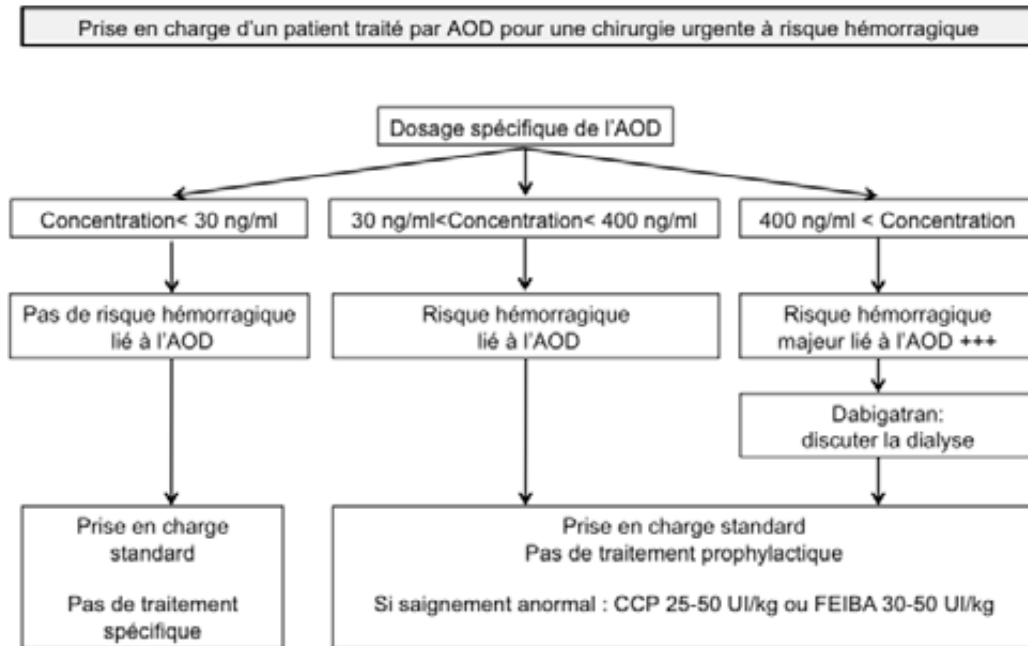 Prise en charge d'un patient traité par AOD pour une chirurgie urgente à risque hémorragique
Dosage spécifique de l'AOD
Concentration< 30 ng/ml
30 ng/ml<Concentration< 400 ng/ml
400 ng/ml < Concentration
Pas de risque hémorragique
lié à l'AOD
Risque hémorragique
lié à l'AOD
Risque hémorragique
majeur lié à l'AOD +++
Dabigatran:
discuter la dialyse
Prise en charge
standard
Pas de traitement
spécifique
Prise en charge standard
Pas de traitement prophylactique
Si saignement anormal : CCP 25-50 UI/kg ou FEIBA 30-50 UI/kg